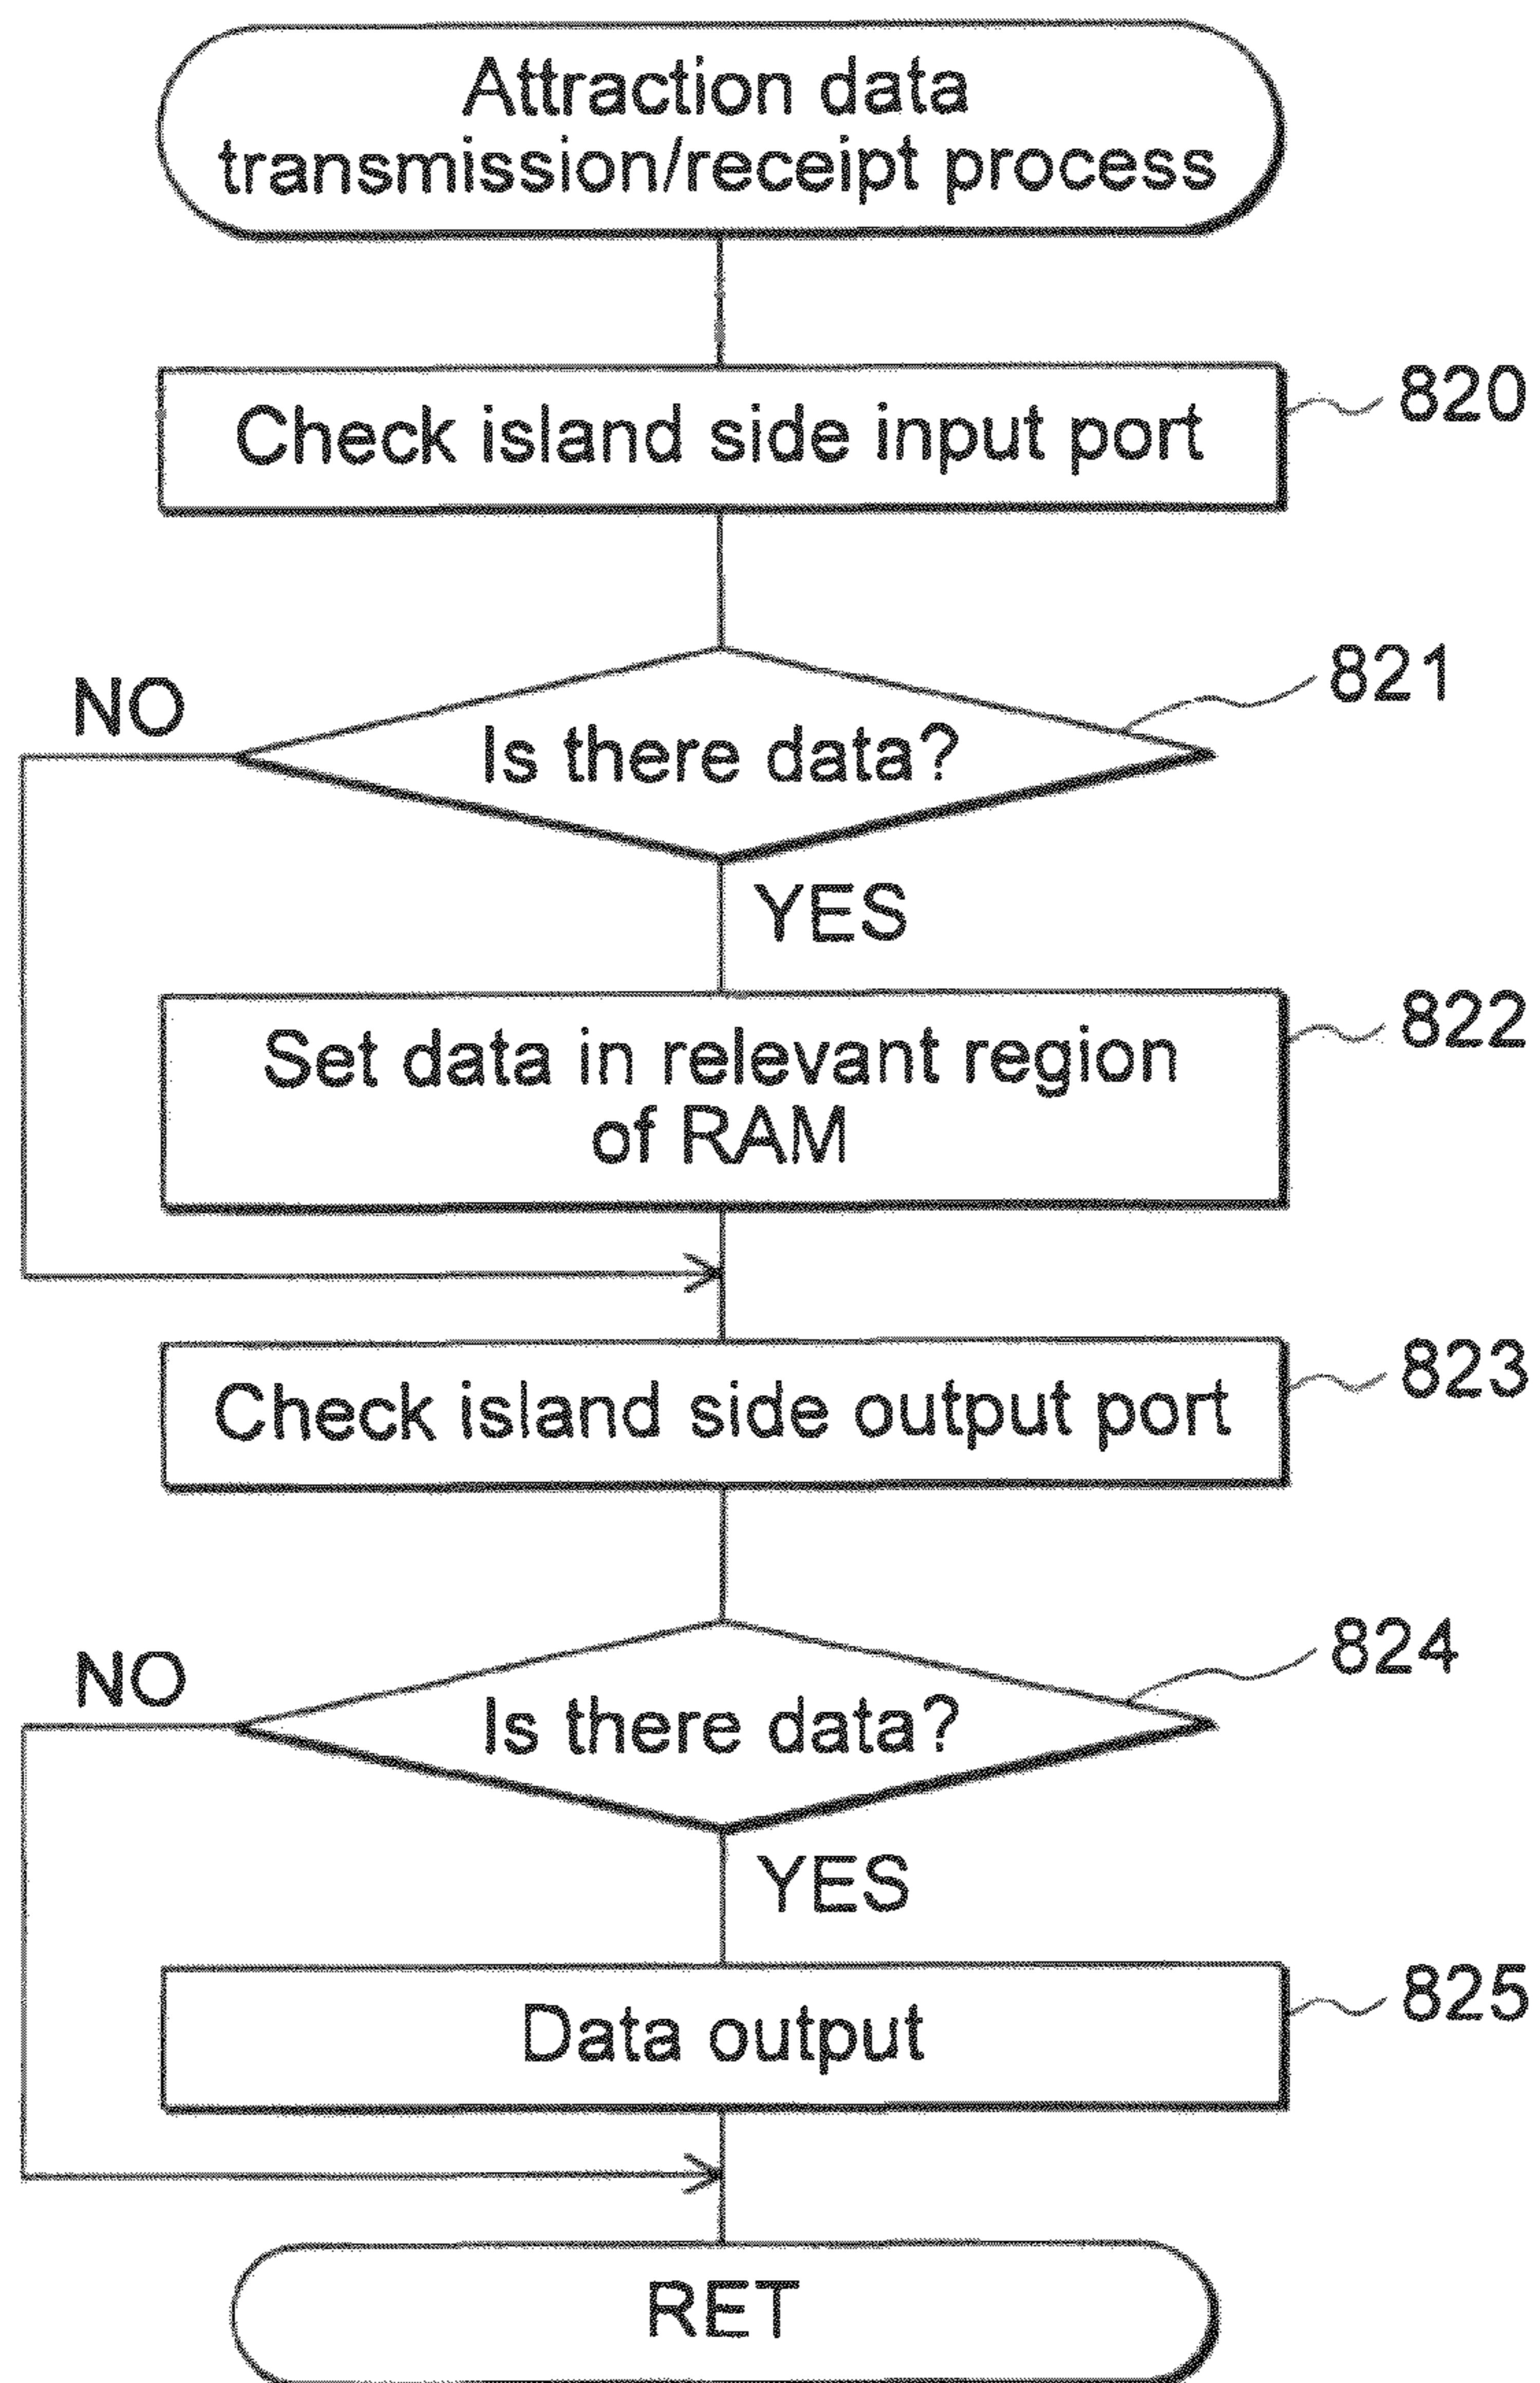 Attraction data
transmission/receipt process
Check island side input port
820
821
NO
Is there data?
YES
822
Set data in relevant region
of RAM
Check island side output port
823
824
NO
Is there data?
YES
825
Data output
RET